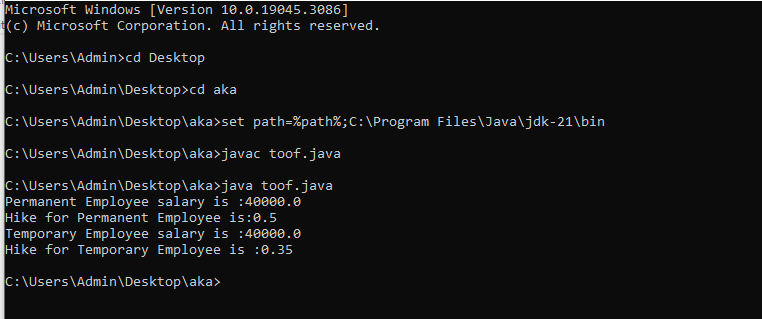 Microsoft Windows [Version 10.0.19045.3086]
(c) Microsoft Corporation. All rights reserved.
C:\Users\Admin>cd Desktop
C:\Users\Admin\Desktop>cd aka
C:\Users\Admin\Desktop\aka>set path=%path%;C:\Program Files\Java\jdk-21\bin
C:\Users\Admin\Desktop\aka>javac toof.java
C:\Users\Admin\Desktop\aka>java toof.java
Permanent Employee salary is :40000.0
Hike for Permanent Employee is:0.5
Temporary Employee salary is :40000.0
Hike for Temporary Employee is :0.35
C:\Users\Admin\Desktop\aka>